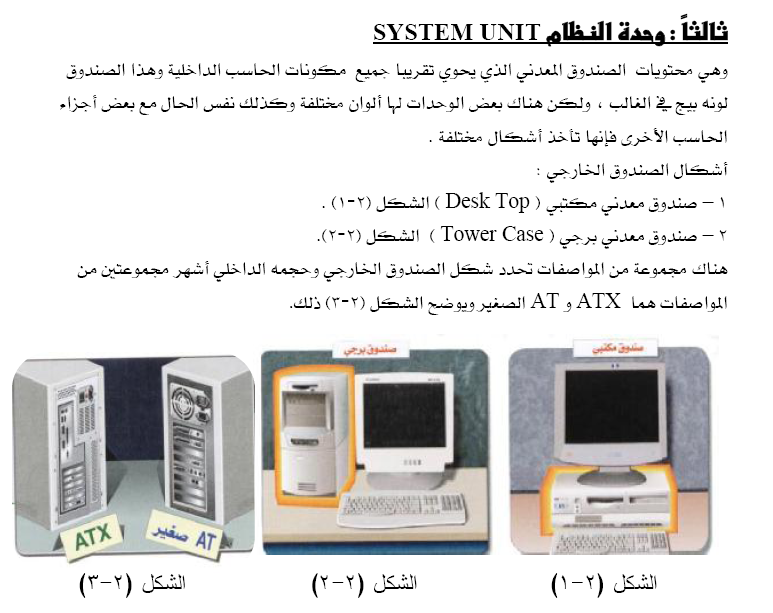 ثالثاً : وحدة النظام SYSTEM UNIT
وهي محتويات الصندوق المعدني الذي يحوي تقريبا جميع مكونات الحاسب الداخلية وهذا الصندوق
لونه بيج في الغالب ، ولكن هناك بعض الوحدات لها ألوان مختلفة وكذلك نفس الحال مع بعض أجزاء
الحاسب الأخرى فإنها تأخذ أشكال مختلفة .
أشكال الصندوق الخارجي :
١ – صندوق معدني مكتبي ( Desk Top ) الشكل (٢-١) .
٢ – صندوق معدني برجي ( Tower Case ) الشكل (٢-٢).
هناك مجموعة من المواصفات تحدد شكل الصندوق الخارجي وحجمه الداخلي أشهر مجموعتين من
المواصفات هما ATX و AT الصغير ويوضح الشكل (٢-٣) ذلك.
صندوق مكتبي
صندوق برجي
AT صغير
ATX
الشكل (٢-١)
الشكل (٢-٢)
الشكل (٢-٣)